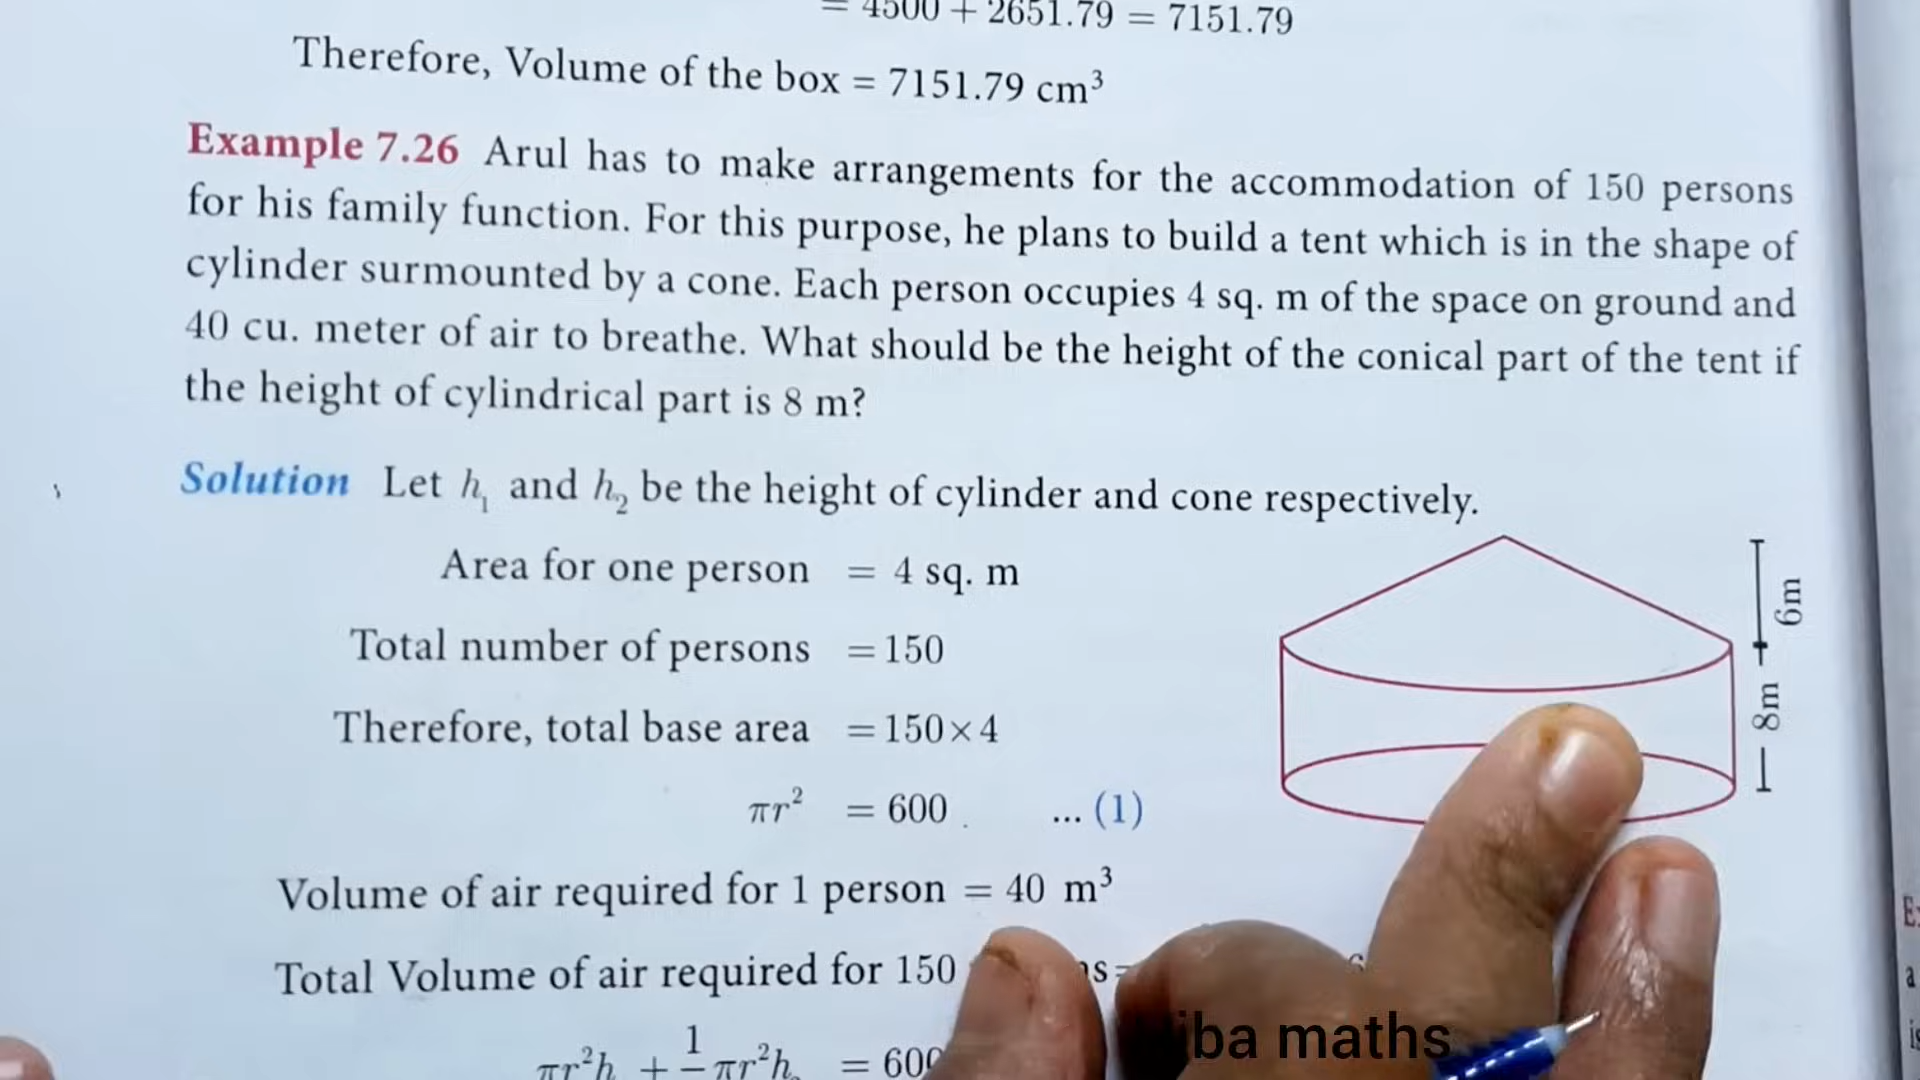 = 4500 + 2651.79 = 7151.79
Therefore, Volume of the box = 7151.79 cm³
Example 7.26 Arul has to make arrangements for the accommodation of 150 persons
for his family function. For this purpose, he plans to build a tent which is in the shape of
cylinder surmounted by a cone. Each person occupies 4 sq. m of the space on ground and
40 cu. meter of air to breathe. What should be the height of the conical part of the tent if
the height of cylindrical part is 8 m?
Solution Let h₁ and h₂ be the height of cylinder and cone respectively.
Area for one person = 4 sq. m
Total number of persons = 150
Therefore, total base area = 150 × 4
πr² = 600 ... (1)
6m
8m
Volume of air required for 1 person = 40 m³
Total Volume of air required for 150
πr²h + 1/3 πr²h = 600
iba maths